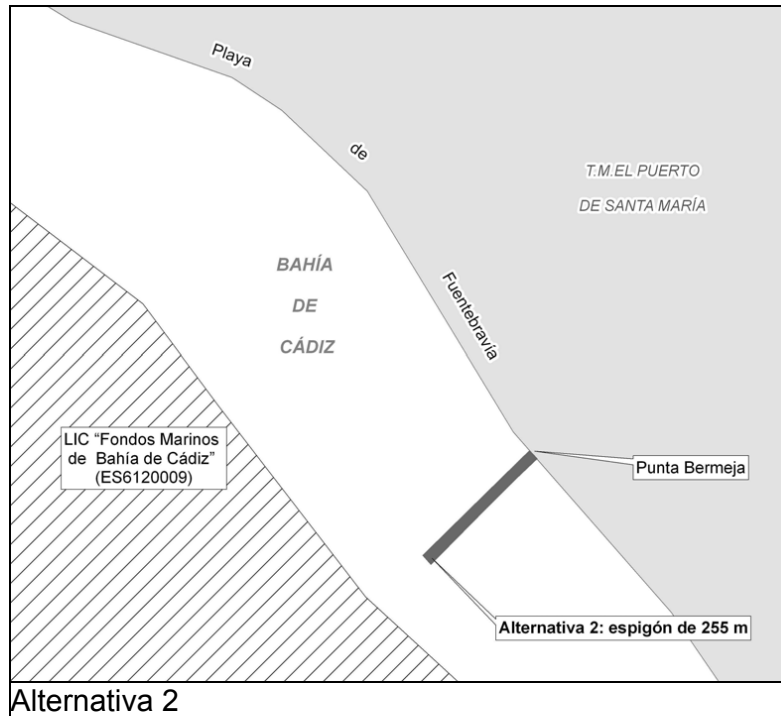 Playa
de
Fuentebravía
T.M.EL PUERTO
DE SANTA MARÍA
BAHÍA
DE
CÁDIZ
LIC “Fondos Marinos
de Bahía de Cádiz”
(ES6120009)
Punta Bermeja
Alternativa 2: espigón de 255 m
Alternativa 2